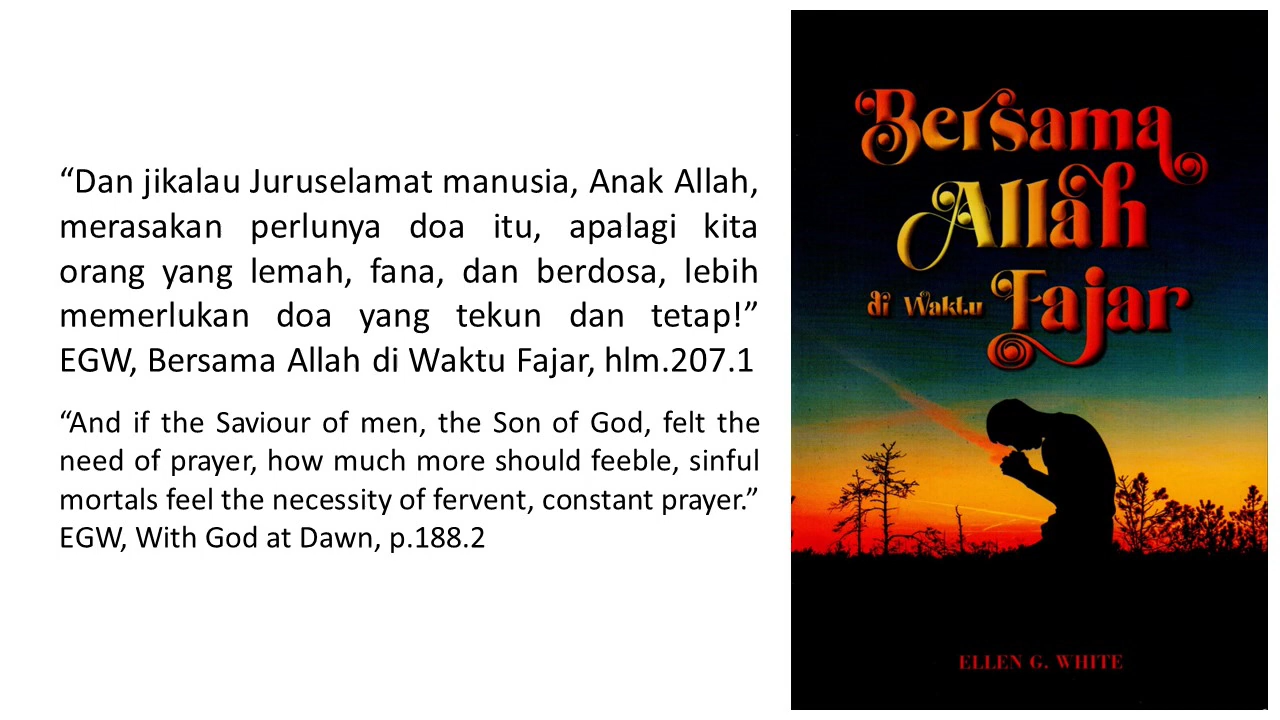 “Dan jikalau Juruselamat manusia, Anak Allah,
merasakan perlunya doa itu, apalagi kita
orang yang lemah, fana, dan berdosa, lebih
memerlukan doa yang tekun dan tetap!”
EGW, Bersama Allah di Waktu Fajar, hlm.207.1
“And if the Saviour of men, the Son of God, felt the
need of prayer, how much more should feeble, sinful
mortals feel the necessity of fervent, constant prayer.”
EGW, With God at Dawn, p.188.2
Bersama
Allah
di Waktu Fajar
ELLEN G. WHITE